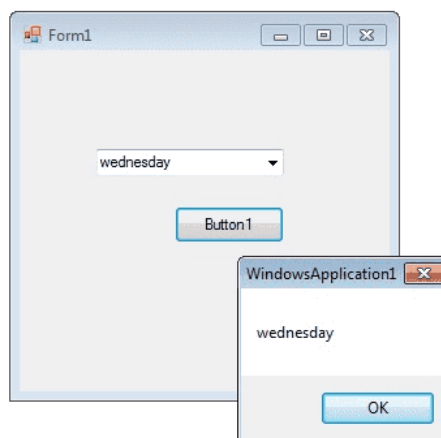 Form1
wednesday
Button1
WindowsApplication1
wednesday
OK